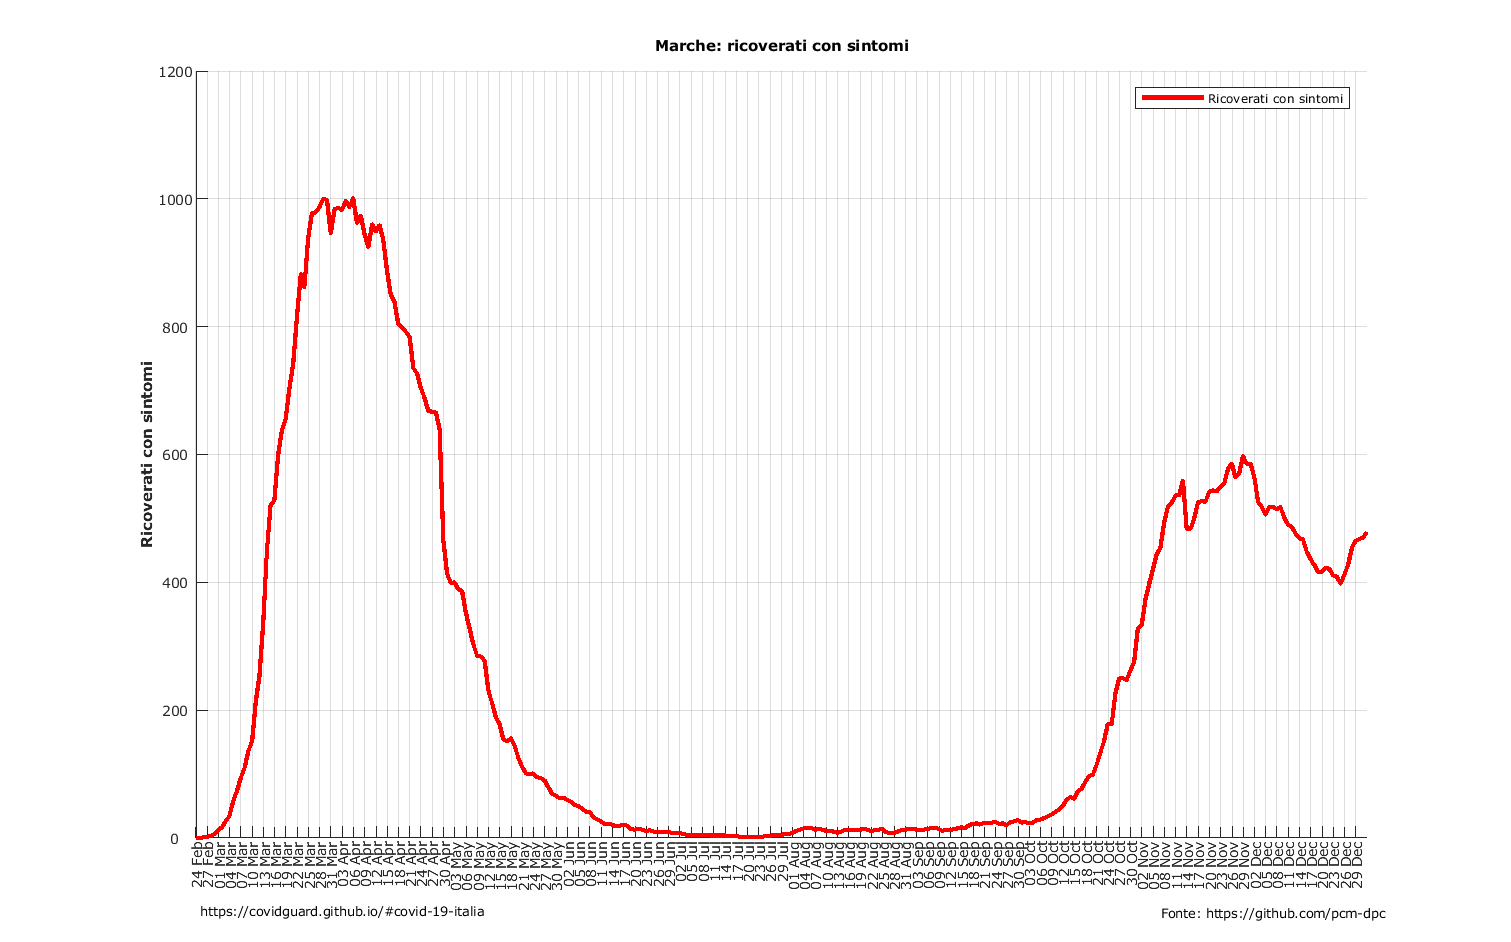 Marche: ricoverati con sintomi
Ricoverati con sintomi
1200
1000
800
600
400
200
0
Ricoverati con sintomi
24 Feb
27 Feb
01 Mar
04 Mar
07 Mar
10 Mar
13 Mar
16 Mar
19 Mar
22 Mar
25 Mar
28 Mar
31 Mar
03 Apr
06 Apr
09 Apr
12 Apr
15 Apr
18 Apr
21 Apr
24 Apr
27 Apr
30 Apr
03 May
06 May
09 May
12 May
15 May
18 May
21 May
24 May
27 May
30 May
02 Jun
05 Jun
08 Jun
11 Jun
14 Jun
17 Jun
20 Jun
23 Jun
26 Jun
29 Jun
02 Jul
05 Jul
08 Jul
11 Jul
14 Jul
17 Jul
20 Jul
23 Jul
26 Jul
29 Jul
01 Aug
04 Aug
07 Aug
10 Aug
13 Aug
16 Aug
19 Aug
22 Aug
25 Aug
28 Aug
31 Aug
03 Sep
06 Sep
09 Sep
12 Sep
15 Sep
18 Sep
21 Sep
24 Sep
27 Sep
30 Sep
03 Oct
06 Oct
09 Oct
12 Oct
15 Oct
18 Oct
21 Oct
24 Oct
27 Oct
30 Oct
02 Nov
05 Nov
08 Nov
11 Nov
14 Nov
17 Nov
20 Nov
23 Nov
26 Nov
29 Nov
02 Dec
05 Dec
08 Dec
11 Dec
14 Dec
17 Dec
20 Dec
23 Dec
26 Dec
29 Dec
https://covidguard.github.io/#covid-19-italia
Fonte: https://github.com/pcm-dpc